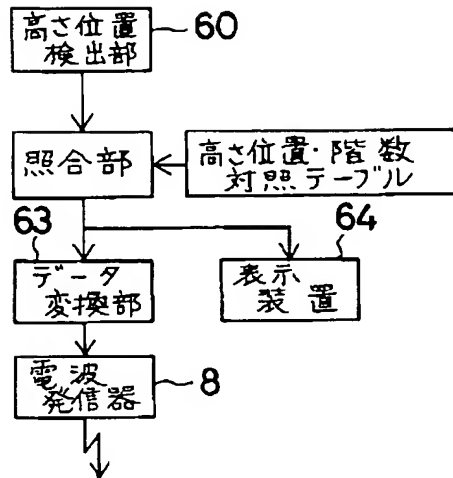 高さ位置
検出部
60
照合部
高さ位置・階数
対照テーブル
63
データ
変換部
64
表示
装置
電波
発信器
8